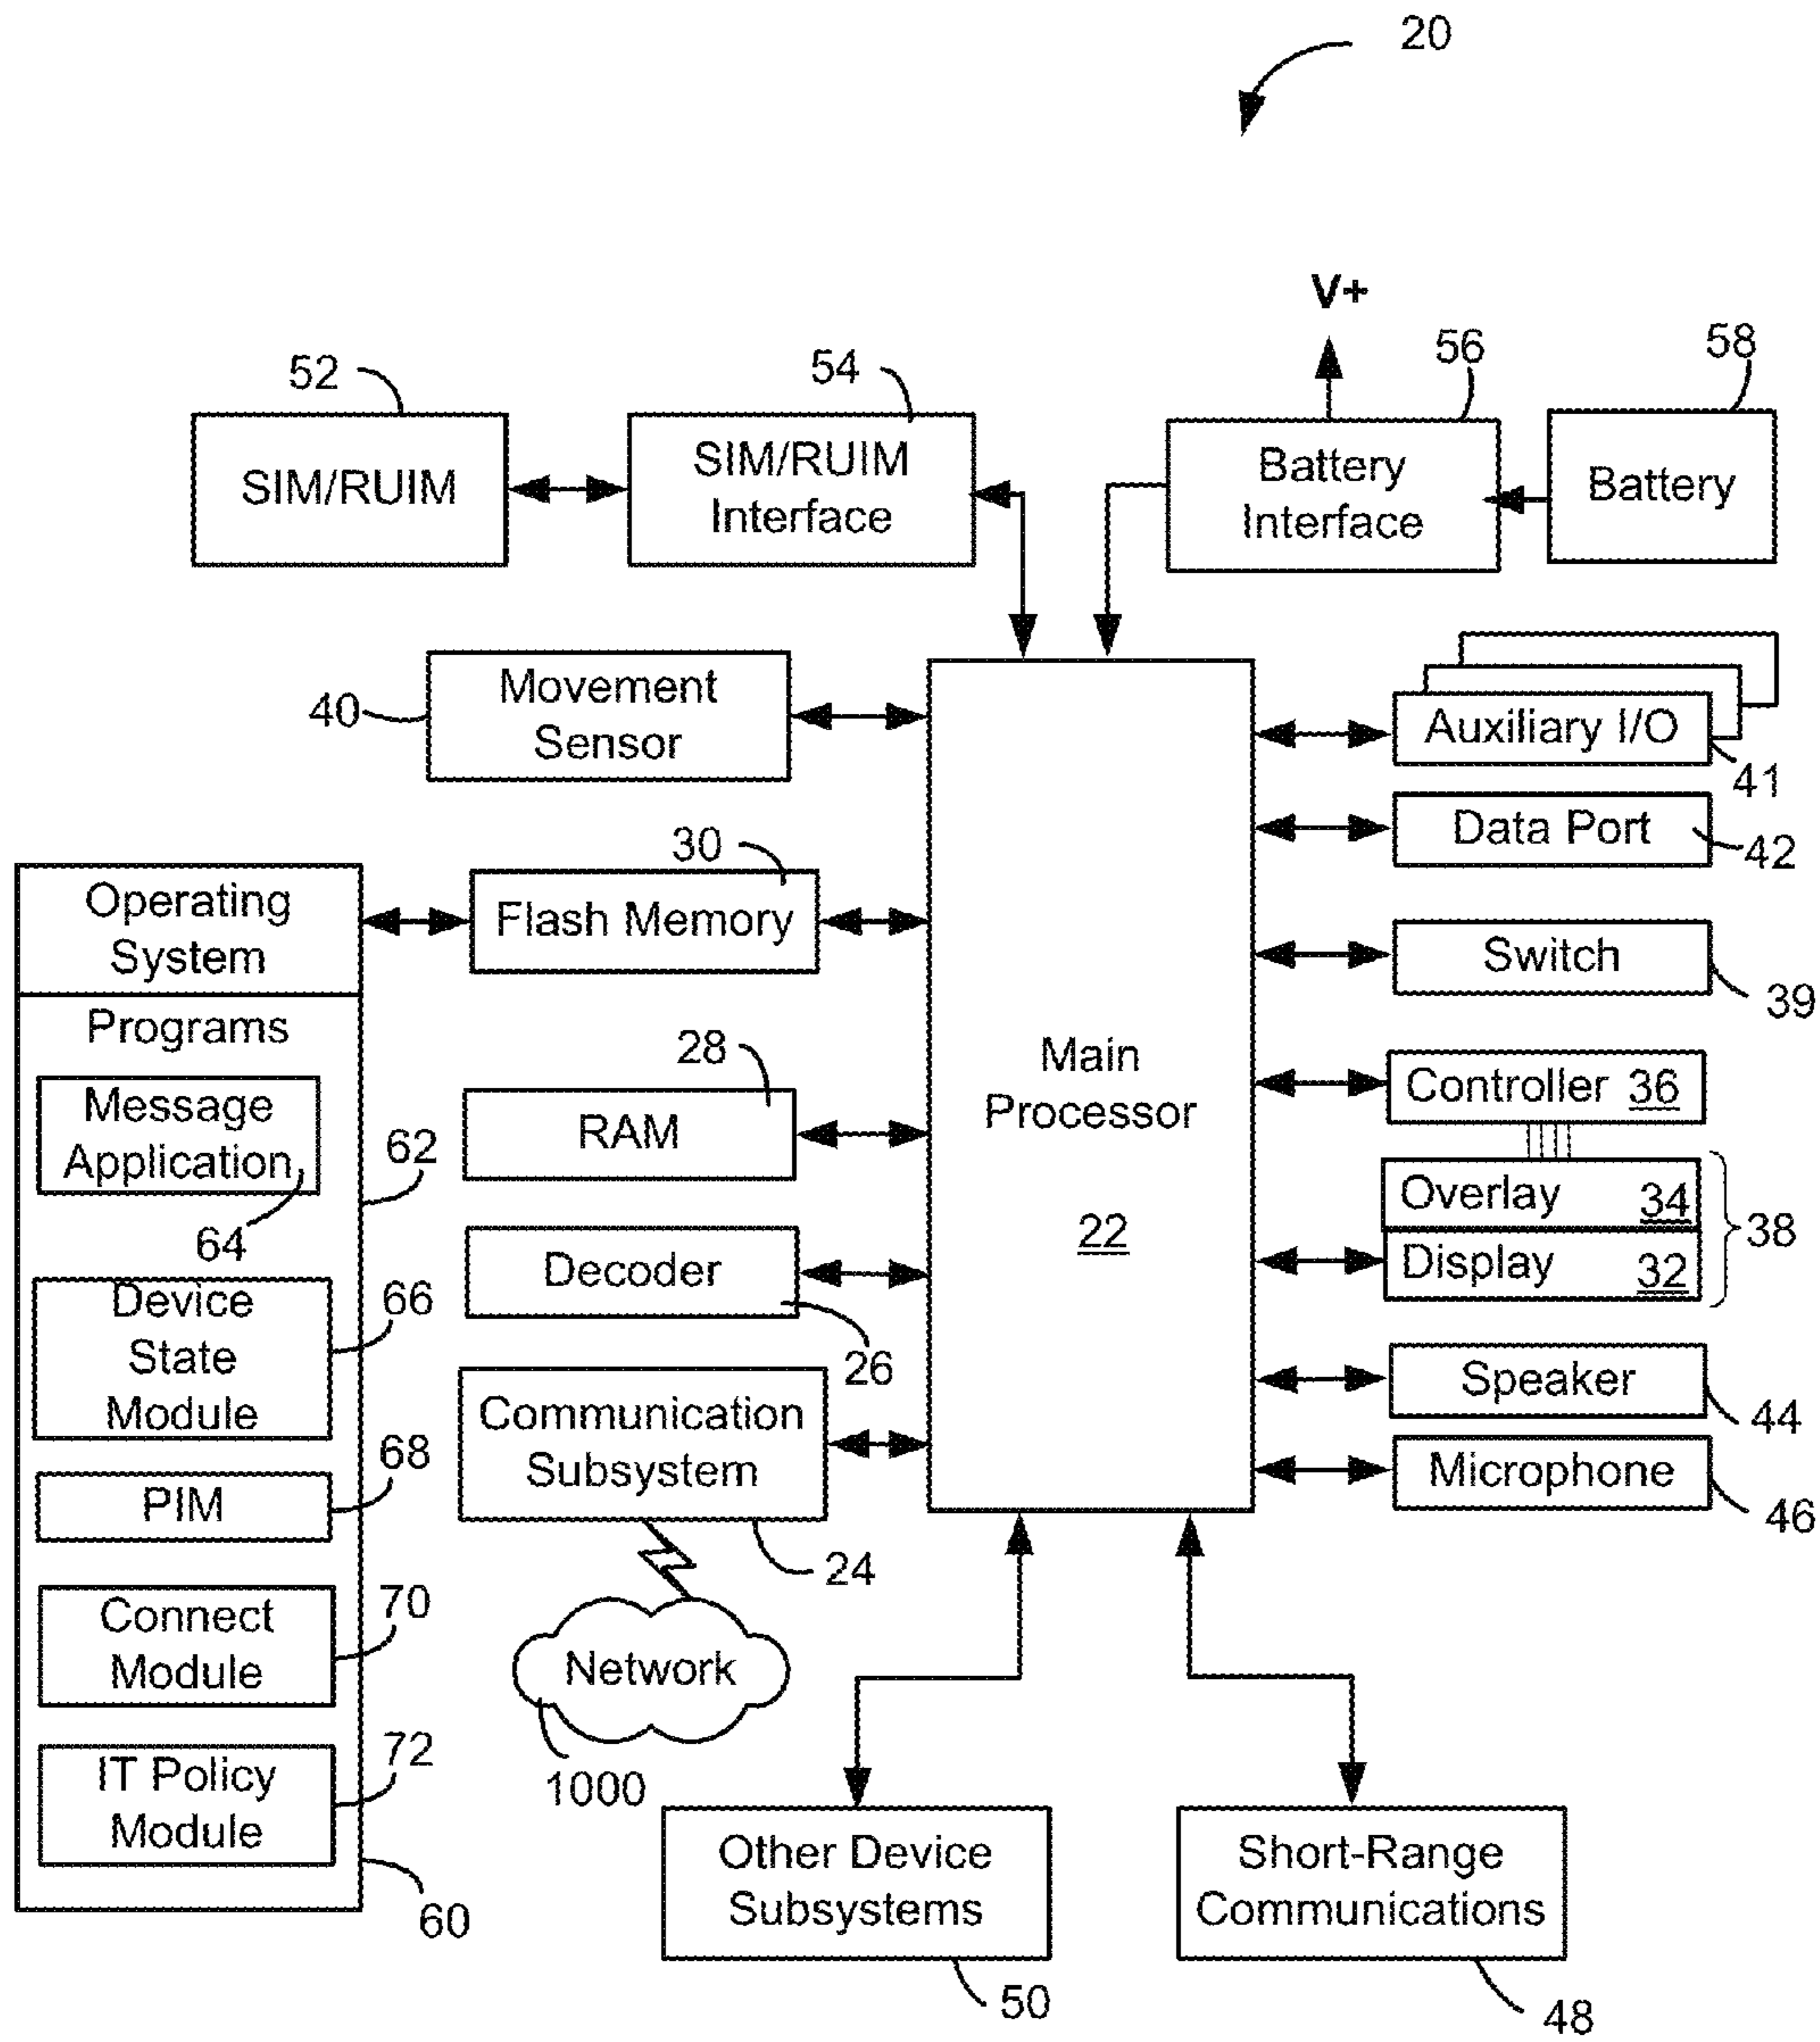 20
V+
52
54
56
58
SIM/RUIM
SIM/RUIM
Interface
Battery
Interface
Battery
40
Movement
Sensor
Auxiliary I/O
41
Data Port
42
30
Operating
System
Flash Memory
Switch
39
Programs
Message
Application
64
62
28
RAM
Main
Processor
22
Controller 36
Overlay 34
Display 32
38
Device
State
Module
66
Decoder
26
Speaker
44
Communication
Subsystem
24
Microphone
46
PIM
68
Connect
Module
70
Network
1000
IT Policy
Module
72
60
Other Device
Subsystems
50
Short-Range
Communications
48